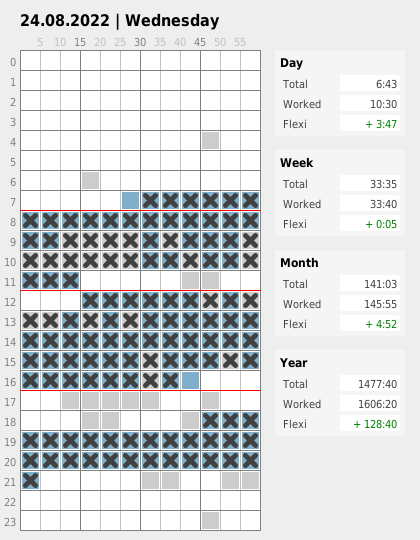 24.08.2022 | Wednesday
5 10 15 20 25 30 35 40 45 50 55
0
1
2
3
4
5
6
7
8
9
10
11
12
13
14
15
16
17
18
19
20
21
22
23
Day
Total 6:43
Worked 10:30
Flexi + 3:47
Week
Total 33:35
Worked 33:40
Flexi + 0:05
Month
Total 141:03
Worked 145:55
Flexi + 4:52
Year
Total 1477:40
Worked 1606:20
Flexi + 128:40